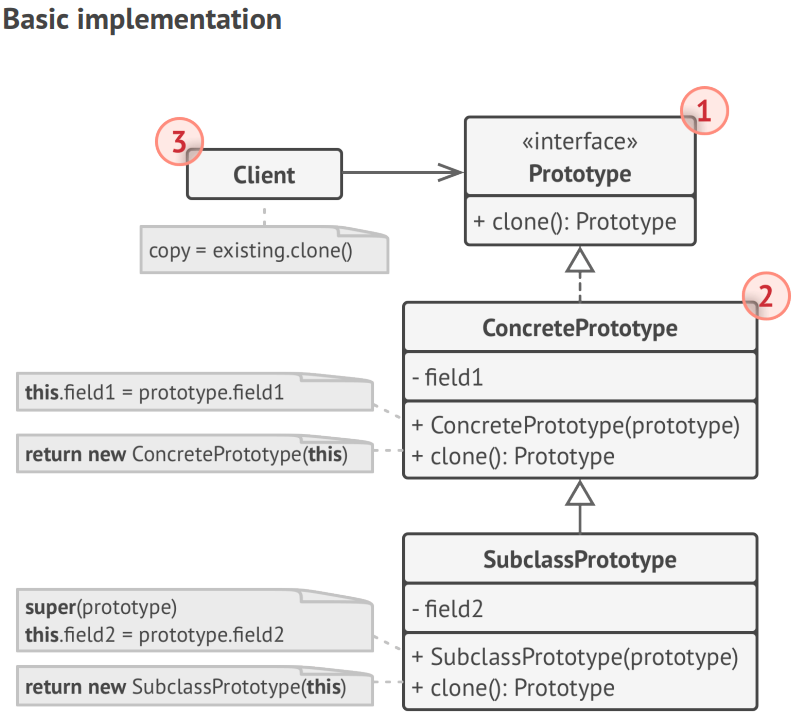 Basic implementation
1
3
«interface»
Prototype
Client
+ clone(): Prototype
copy = existing.clone()
2
ConcretePrototype
- field1
this.field1 = prototype.field1
+ ConcretePrototype(prototype)
return new ConcretePrototype(this)
+ clone(): Prototype
SubclassPrototype
- field2
super(prototype)
this.field2 = prototype.field2
+ SubclassPrototype(prototype)
return new SubclassPrototype(this)
+ clone(): Prototype